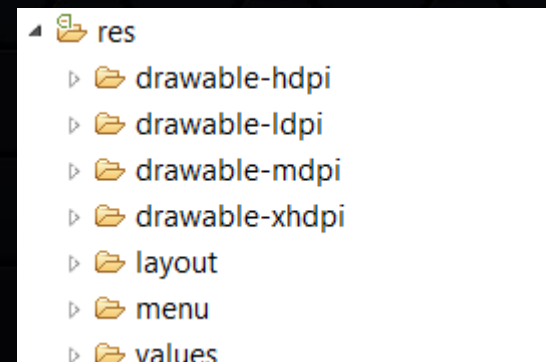 res
drawable-hdpi
drawable-ldpi
drawable-mdpi
drawable-xhdpi
layout
menu
values